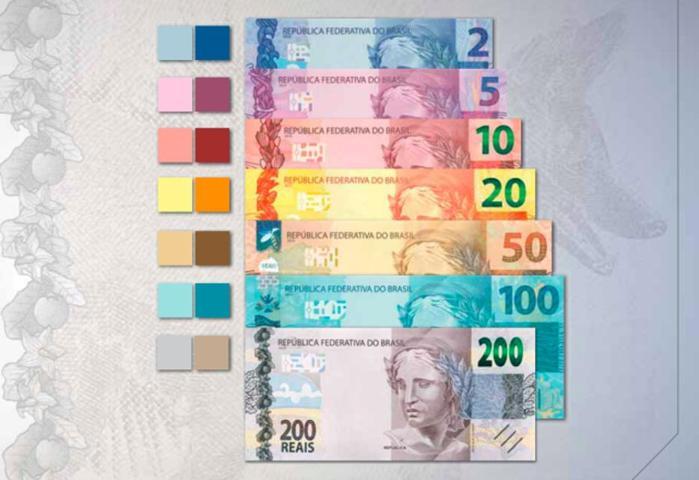 REPÚBLICA FEDERATIVA DO BRASIL
2
REPÚBLICA FEDERATIVA DO BRASIL
5
REPÚBLICA FEDERATIVA DO BRASIL
10
REPÚBLICA FEDERATIVA DO BRASIL
20
REPÚBLICA FEDERATIVA DO BRASIL
50
REPÚBLICA FEDERATIVA DO BRASIL
100
REPÚBLICA FEDERATIVA DO BRASIL
200
200
REAIS
REPÚBLICA